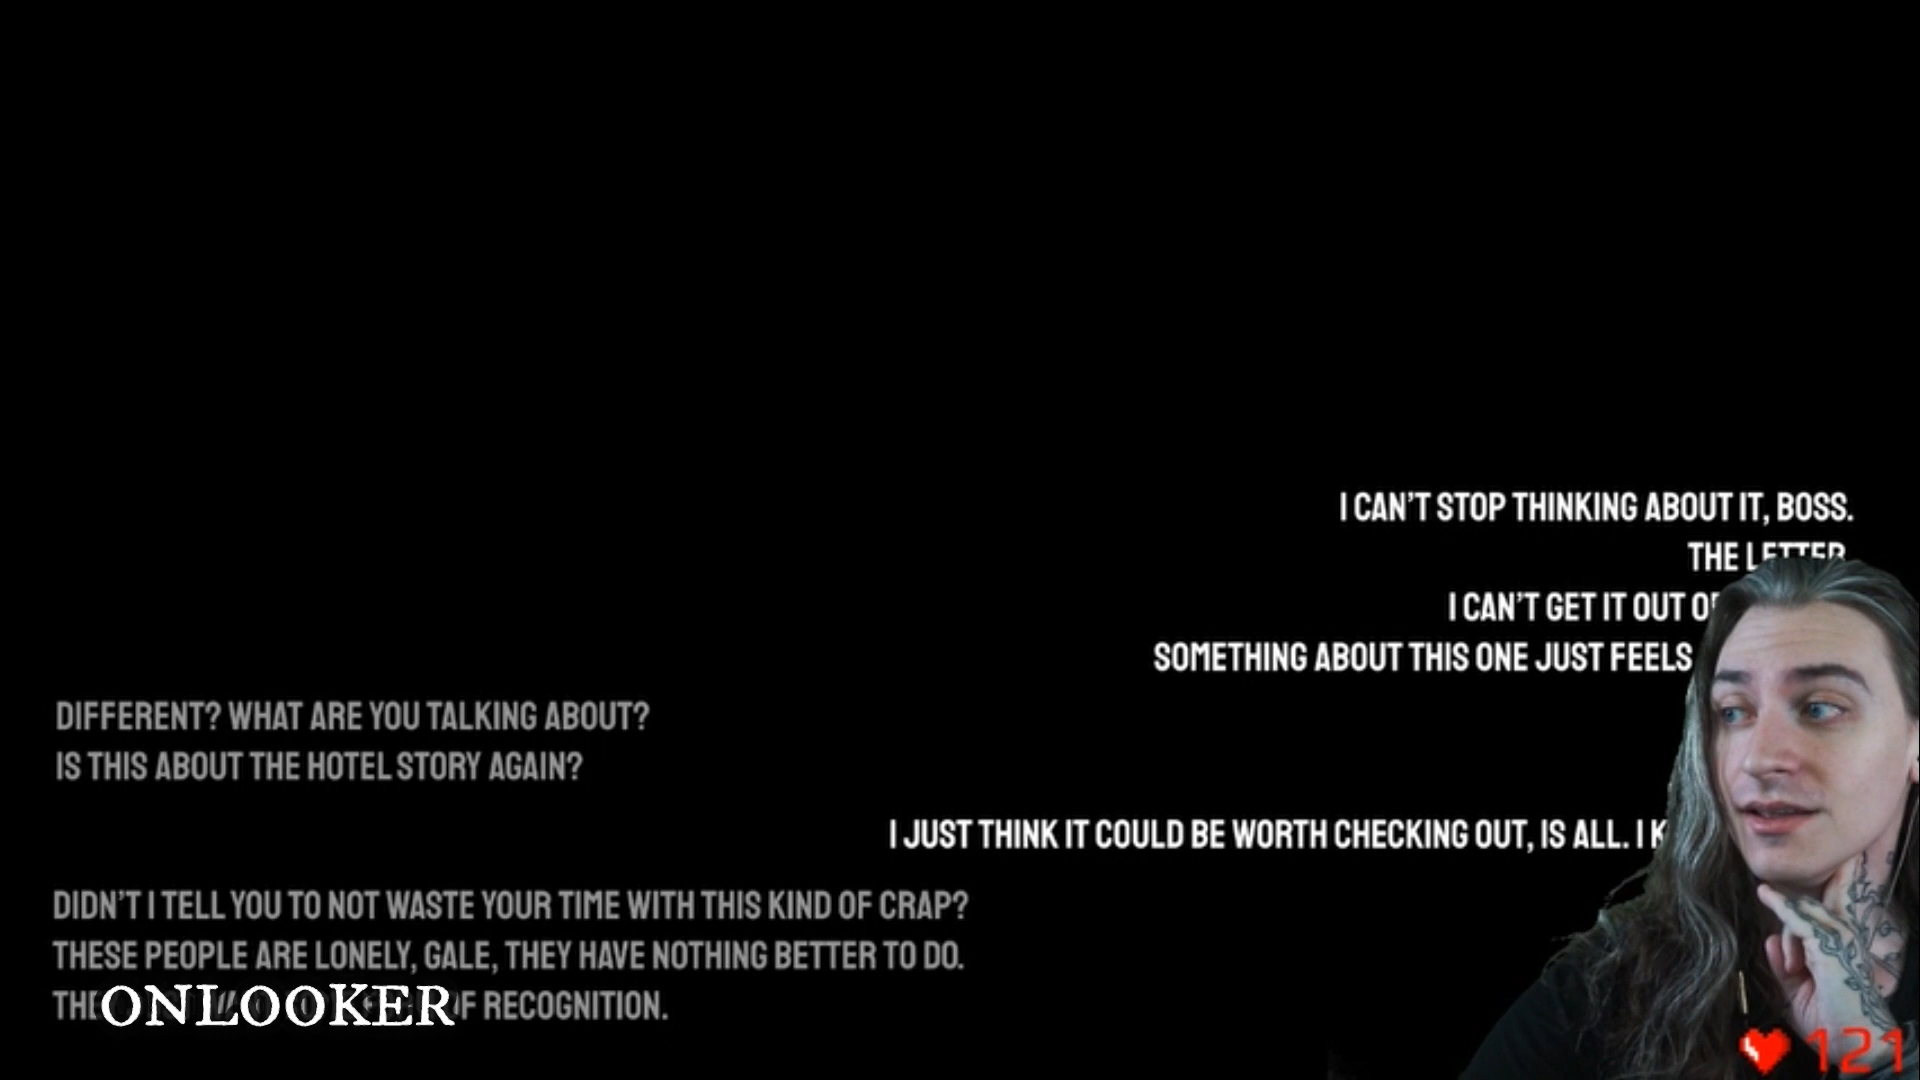 I CAN'T STOP THINKING ABOUT IT, BOSS.
THE LETTER.
I CAN'T GET IT OUT
SOMETHING ABOUT THIS ONE JUST FEELS
DIFFERENT? WHAT ARE YOU TALKING ABOUT?
IS THIS ABOUT THE HOTEL STORY AGAIN?
I JUST THINK IT COULD BE WORTH CHECKING OUT, IS ALL. I
DIDN'T I TELL YOU TO NOT WASTE YOUR TIME WITH THIS KIND OF CRAP?
THESE PEOPLE ARE LONELY, GALE, THEY HAVE NOTHING BETTER TO DO.
OF RECOGNITION.
ONLOOKER
121